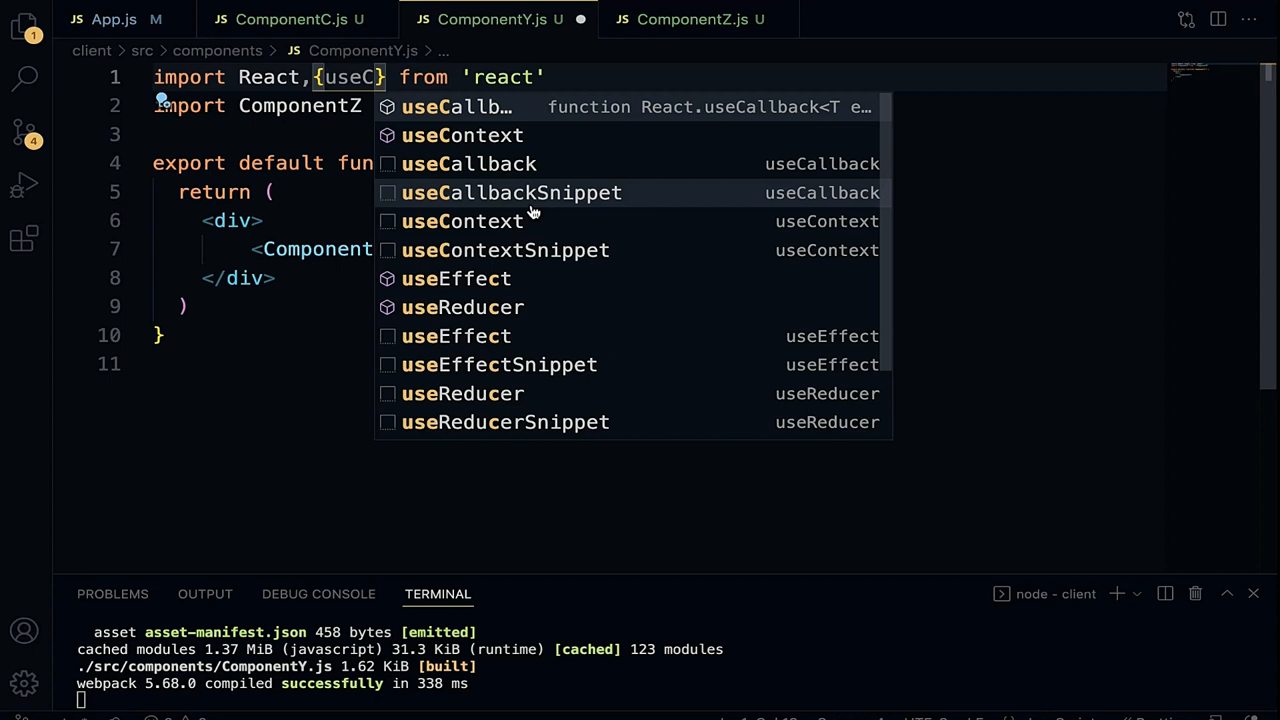 JS App.js M JS ComponentC.js U JS ComponentY.js U JS ComponentZ.js U
client > src > components > JS ComponentY.js > ...
1 import React,{useC} from 'react'
2 import ComponentZ
3
4 export default fun
5 return (
6 <div>
7 <Component
8 </div>
9 )
10 }
11
useCallb... function React.useCallback<T e...
useContext
useCallback useCallback
useCallbackSnippet useCallback
useContext useContext
useContextSnippet useContext
useEffect
useReducer
useEffect useEffect
useEffectSnippet useEffect
useReducer useReducer
useReducerSnippet useReducer
1
4
PROBLEMS OUTPUT DEBUG CONSOLE TERMINAL node - client
asset asset-manifest.json 458 bytes [emitted]
cached modules 1.37 MiB (javascript) 31.3 KiB (runtime) [cached] 123 modules
./src/components/ComponentY.js 1.62 KiB [built]
webpack 5.68.0 compiled successfully in 338 ms